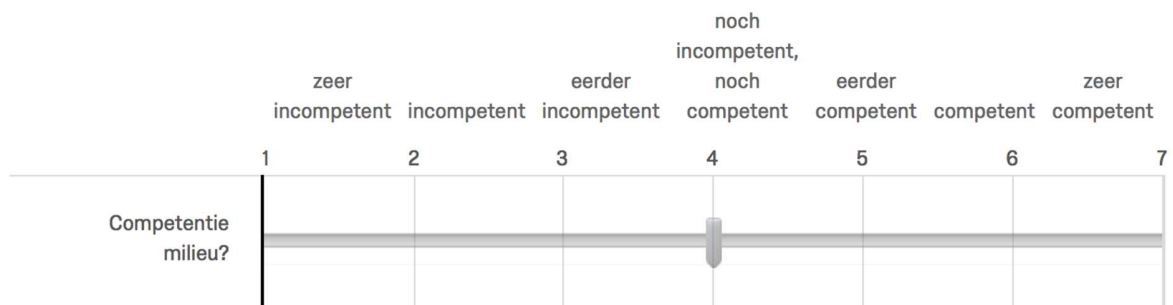 noch
incompetent,
zeer eerder noch eerder zeer
incompetent incompetent incompetent competent competent competent competent
1 2 3 4 5 6 7
Competentie
milieu?